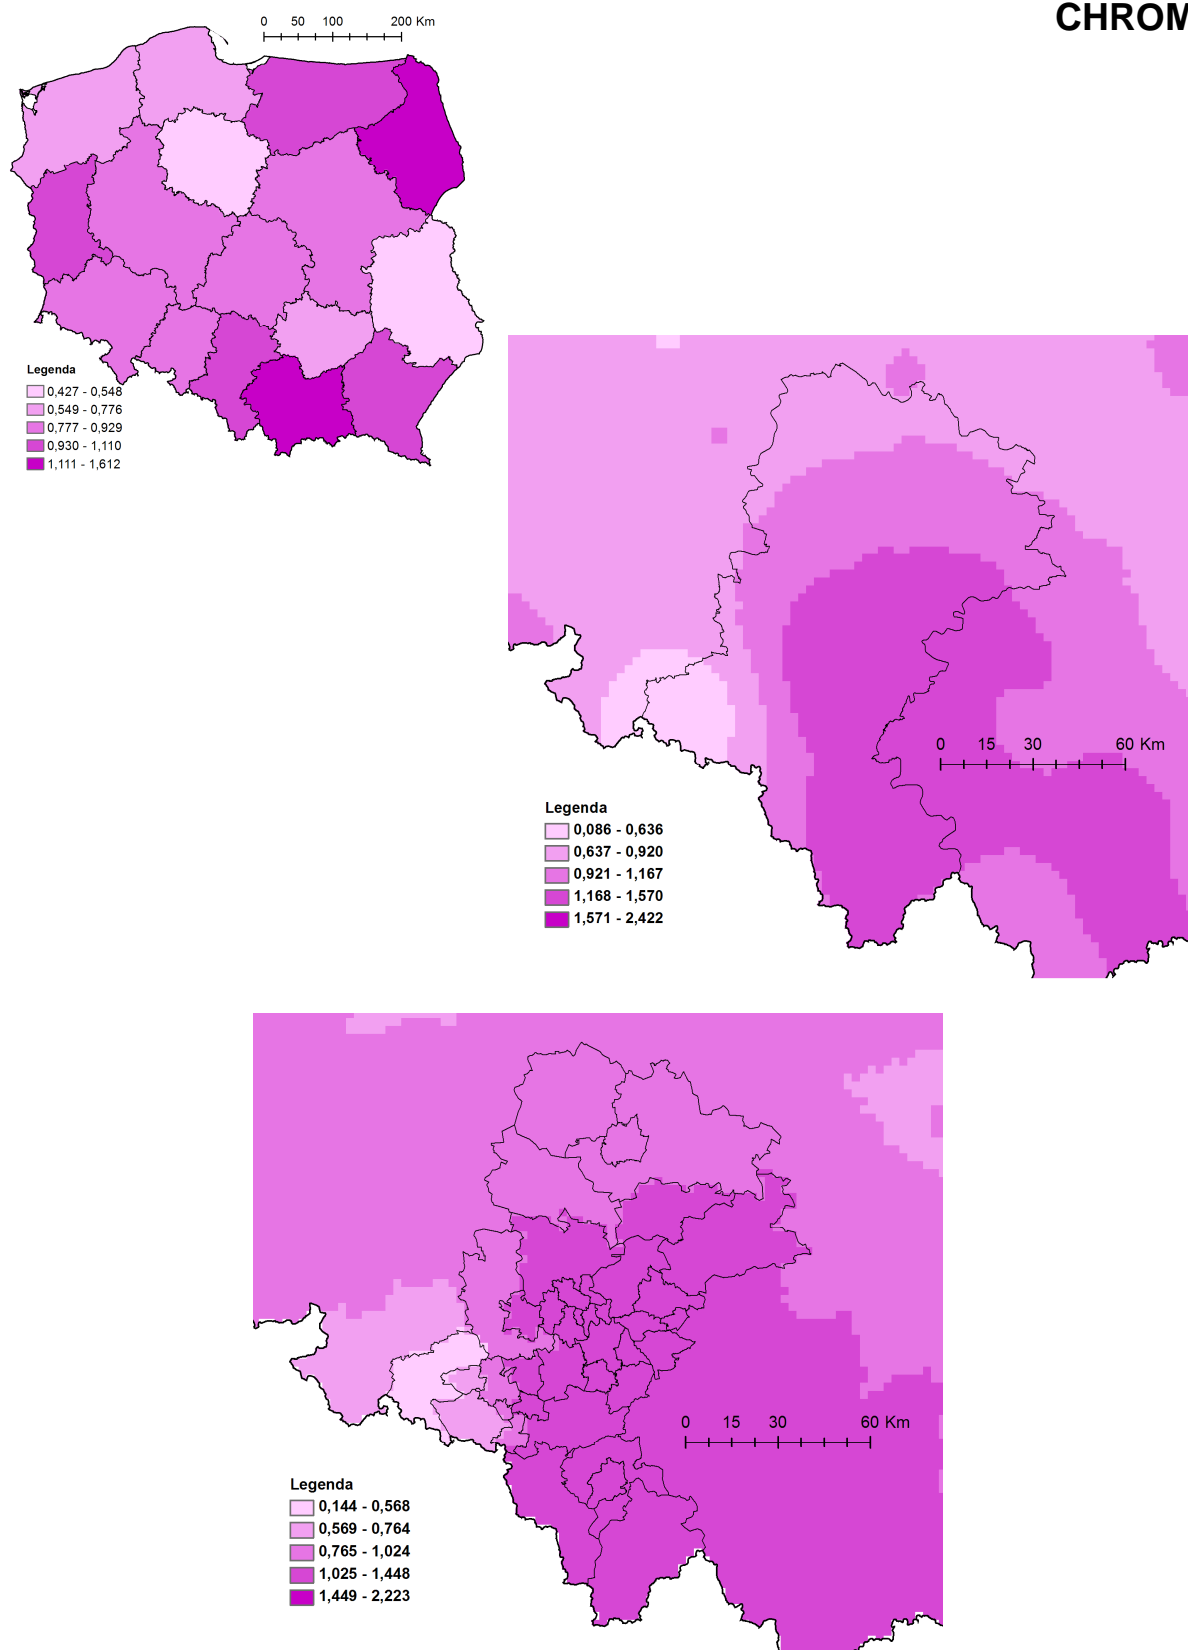 CHROM
0 50 100 200 Km
Legenda
0,427 - 0,548
0,549 - 0,776
0,777 - 0,929
0,930 - 1,110
1,111 - 1,612
0 15 30 60 Km
Legenda
0,086 - 0,636
0,637 - 0,920
0,921 - 1,167
1,168 - 1,570
1,571 - 2,422
0 15 30 60 Km
Legenda
0,144 - 0,568
0,569 - 0,764
0,765 - 1,024
1,025 - 1,448
1,449 - 2,223